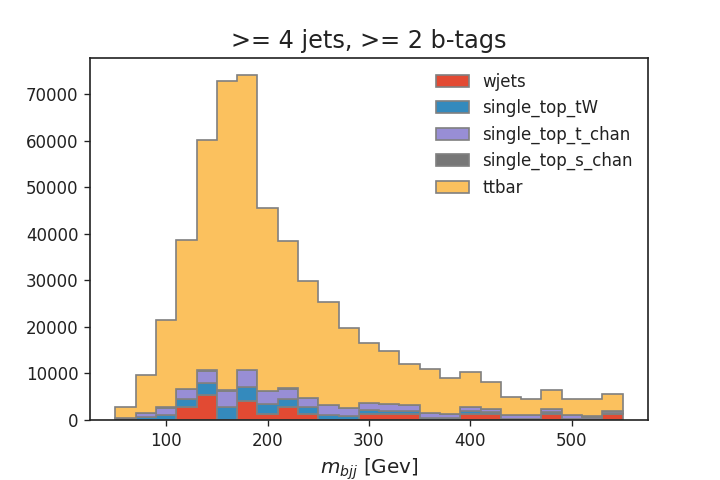 >= 4 jets, >= 2 b-tags
70000
60000
50000
40000
30000
20000
10000
0
wjets
single_top_tW
single_top_t_chan
single_top_s_chan
ttbar
100 200 300 400 500
m_{bjj} [Gev]